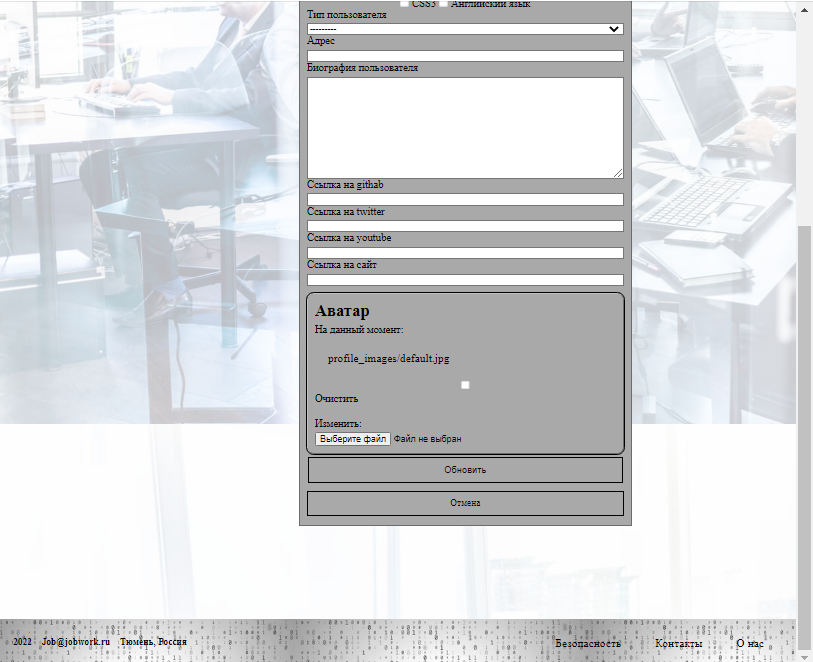 CSS3 Английский язык
Тип пользователя
---------
Адрес
Биография пользователя
Ссылка на githab
Ссылка на twitter
Ссылка на youtube
Ссылка на сайт
Аватар
На данный момент:
profile_images/default.jpg
Очистить
Изменить:
Выберите файл Файл не выбран
Обновить
Отмена
2022 Job@jobwork.ru Тюмень, Россия Безопасность Контакты О нас